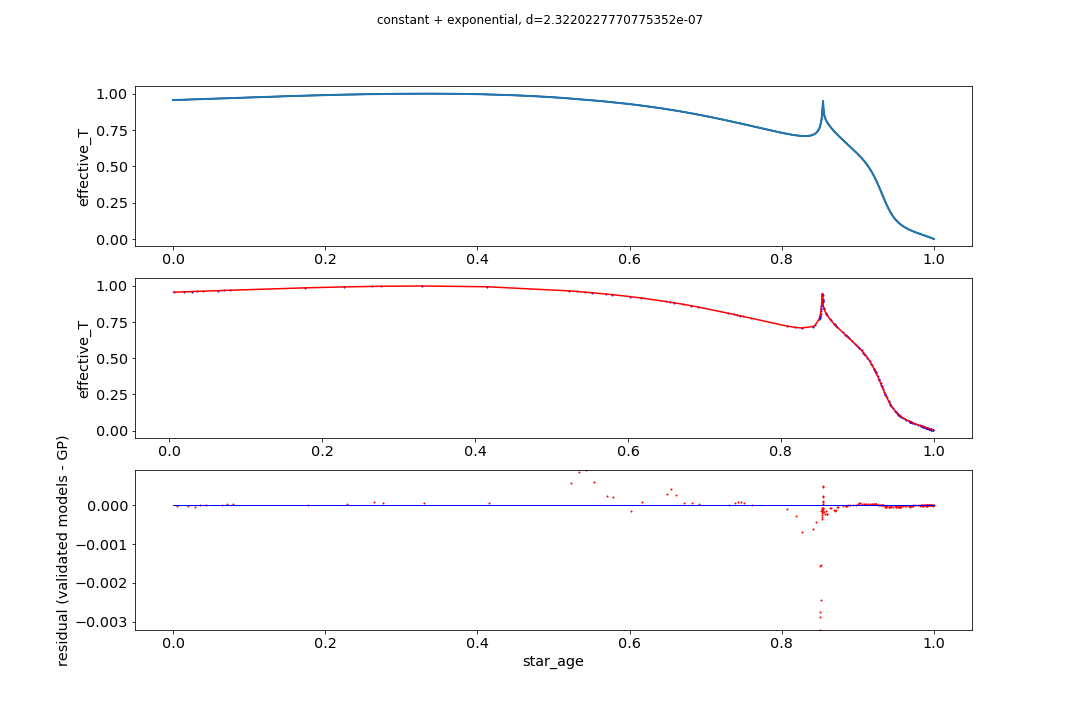 constant + exponential, d=2.3220227770775352e-07
effective_T
1.00
0.75
0.50
0.25
0.00
0.0 0.2 0.4 0.6 0.8 1.0
effective_T
1.00
0.75
0.50
0.25
0.00
0.0 0.2 0.4 0.6 0.8 1.0
residual (validated models - GP)
0.000
−0.001
−0.002
−0.003
0.0 0.2 0.4 0.6 0.8 1.0
star_age